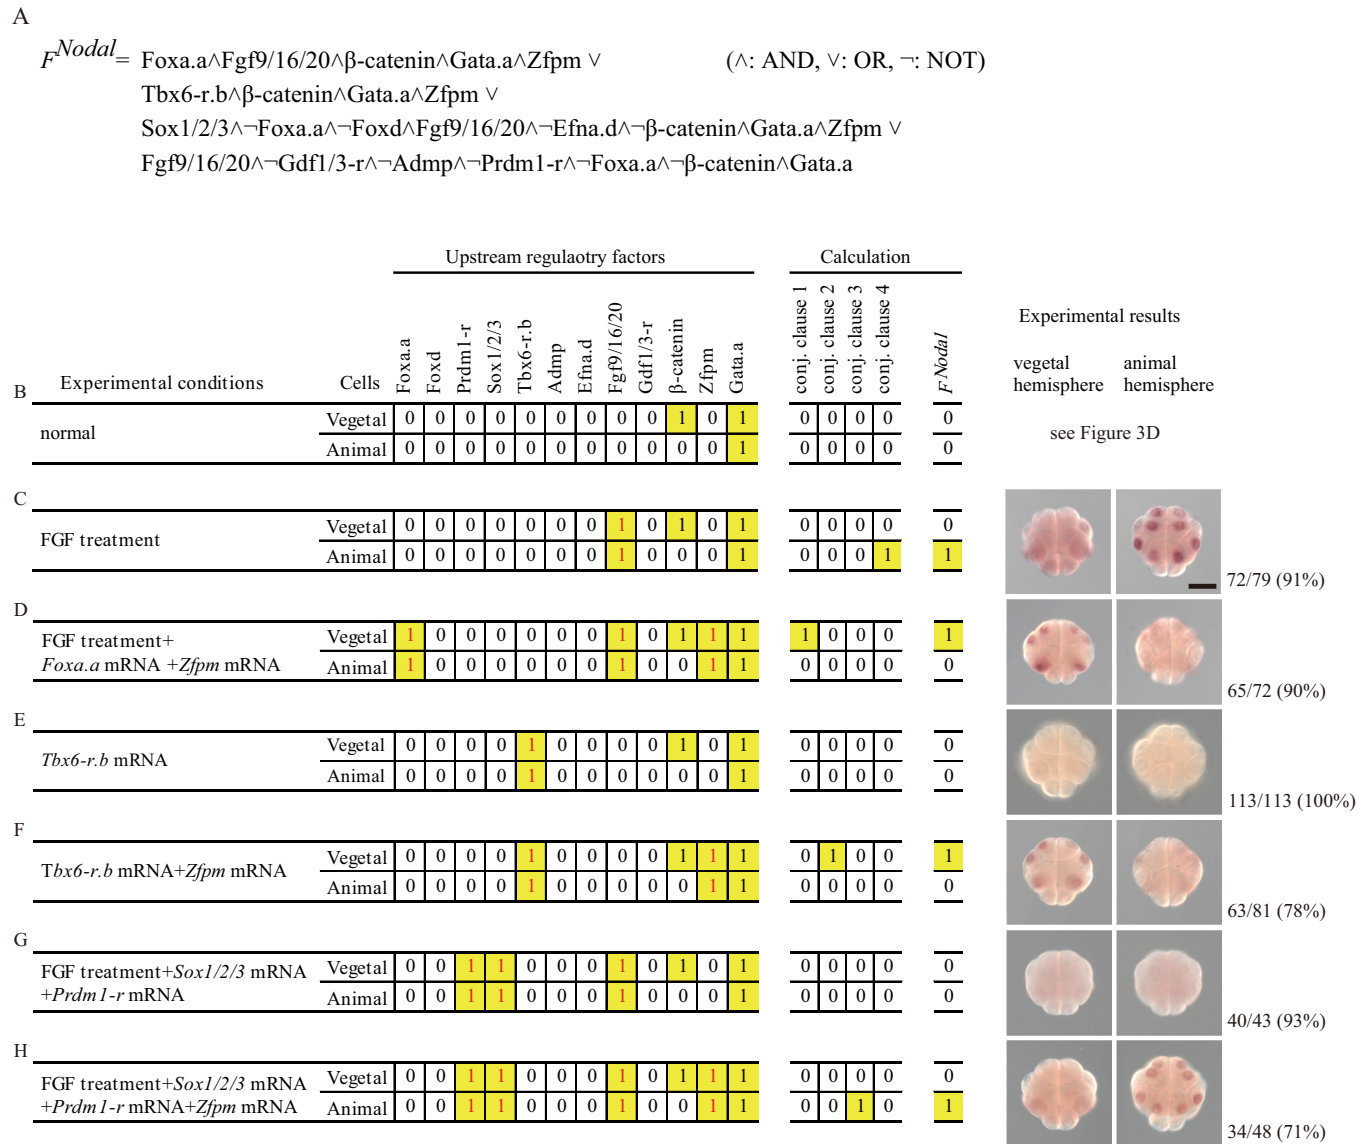 A
F^Nodal = Foxa.a∧Fgf9/16/20∧β-catenin∧Gata.a∧Zfpm ∨ (∧: AND, ∨: OR, ¬: NOT)
Tbx6-r.b∧β-catenin∧Gata.a∧Zfpm ∨
Sox1/2/3∧¬Foxa.a∧¬Foxd∧Fgf9/16/20∧¬Efna.d∧¬β-catenin∧Gata.a∧Zfpm ∨
Fgf9/16/20∧¬Gdf1/3-r∧¬Admp∧¬Prdm1-r∧¬Foxa.a∧¬β-catenin∧Gata.a
Upstream regulaotry factors Calculation
Experimental results
vegetal hemisphere animal hemisphere
B Experimental conditions Cells Foxa.a Foxd Prdm1-r Sox1/2/3 Tbx6-r.b Admp Efna.d Fgf9/16/20 Gdf1/3-r β-catenin Zfpm Gata.a conj. clause 1 conj. clause 2 conj. clause 3 conj. clause 4 F^Nodal
normal
Vegetal 0 0 0 0 0 0 0 0 0 1 0 1 0 0 0 0 0
Animal 0 0 0 0 0 0 0 0 0 0 0 1 0 0 0 0 0
see Figure 3D
C
FGF treatment
Vegetal 0 0 0 0 0 0 0 1 0 1 0 1 0 0 0 0 0
Animal 0 0 0 0 0 0 0 1 0 0 0 1 0 0 0 1 1
72/79 (91%)
D
FGF treatment+
Foxa.a mRNA +Zfpm mRNA
Vegetal 1 0 0 0 0 0 0 1 0 1 1 1 1 0 0 0 1
Animal 1 0 0 0 0 0 0 1 0 0 1 1 0 0 0 0 0
65/72 (90%)
E
Tbx6-r.b mRNA
Vegetal 0 0 0 0 1 0 0 0 0 1 0 1 0 0 0 0 0
Animal 0 0 0 0 1 0 0 0 0 0 0 1 0 0 0 0 0
113/113 (100%)
F
Tbx6-r.b mRNA+Zfpm mRNA
Vegetal 0 0 0 0 1 0 0 0 0 1 1 1 0 1 0 0 1
Animal 0 0 0 0 1 0 0 0 0 0 1 1 0 0 0 0 0
63/81 (78%)
G
FGF treatment+Sox1/2/3 mRNA
+Prdm1-r mRNA
Vegetal 0 0 1 1 0 0 0 1 0 1 0 1 0 0 0 0 0
Animal 0 0 1 1 0 0 0 1 0 0 0 1 0 0 0 0 0
40/43 (93%)
H
FGF treatment+Sox1/2/3 mRNA
+Prdm1-r mRNA+Zfpm mRNA
Vegetal 0 0 1 1 0 0 0 1 0 1 1 1 0 0 0 0 0
Animal 0 0 1 1 0 0 0 1 0 0 1 1 0 0 1 0 1
34/48 (71%)